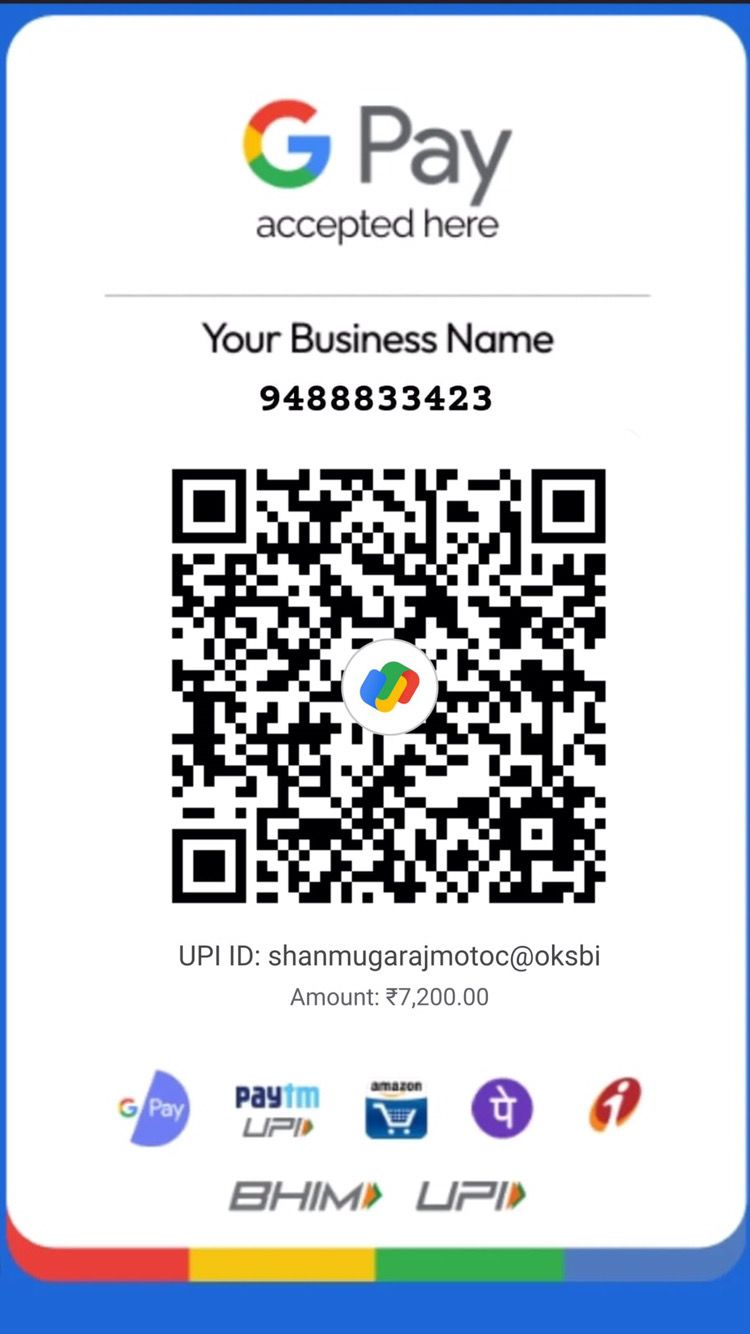 G Pay
accepted here
Your Business Name
9488833423
UPI ID: shanmugarajmotoc@oksbi
Amount: ₹7,200.00
G Pay
paytm
UPI
amazon
पे
i
BHIM UPI